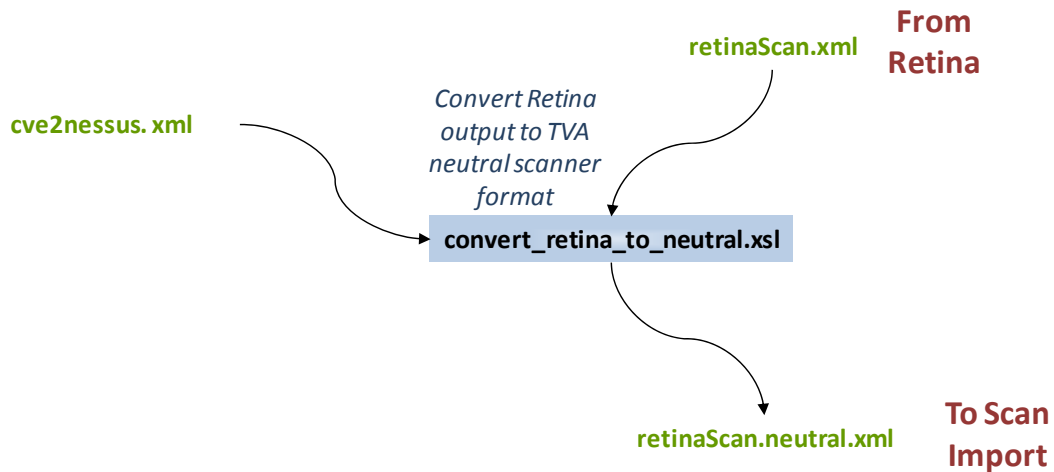 From
Retina
retinaScan.xml
Convert Retina
output to TVA
neutral scanner
format
cve2nessus. xml
convert_retina_to_neutral.xsl
retinaScan.neutral.xml
To Scan
Import